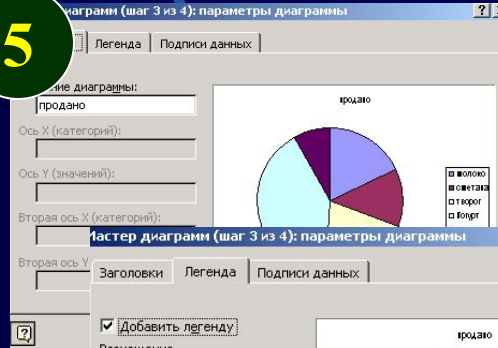 5
иаграмм (шаг 3 из 4): параметры диаграммы
Легенда
Подписи данных
ние диаграммы:
продано
Ось X (категорий):
Ось Y (значений):
Вторая ось X (категорий):
Вторая ось Y
продано
молоко
сметана
творог
йогурт
Мастер диаграмм (шаг 3 из 4): параметры диаграммы
Заголовки
Легенда
Подписи данных
Добавить легенду
Размещение
продано